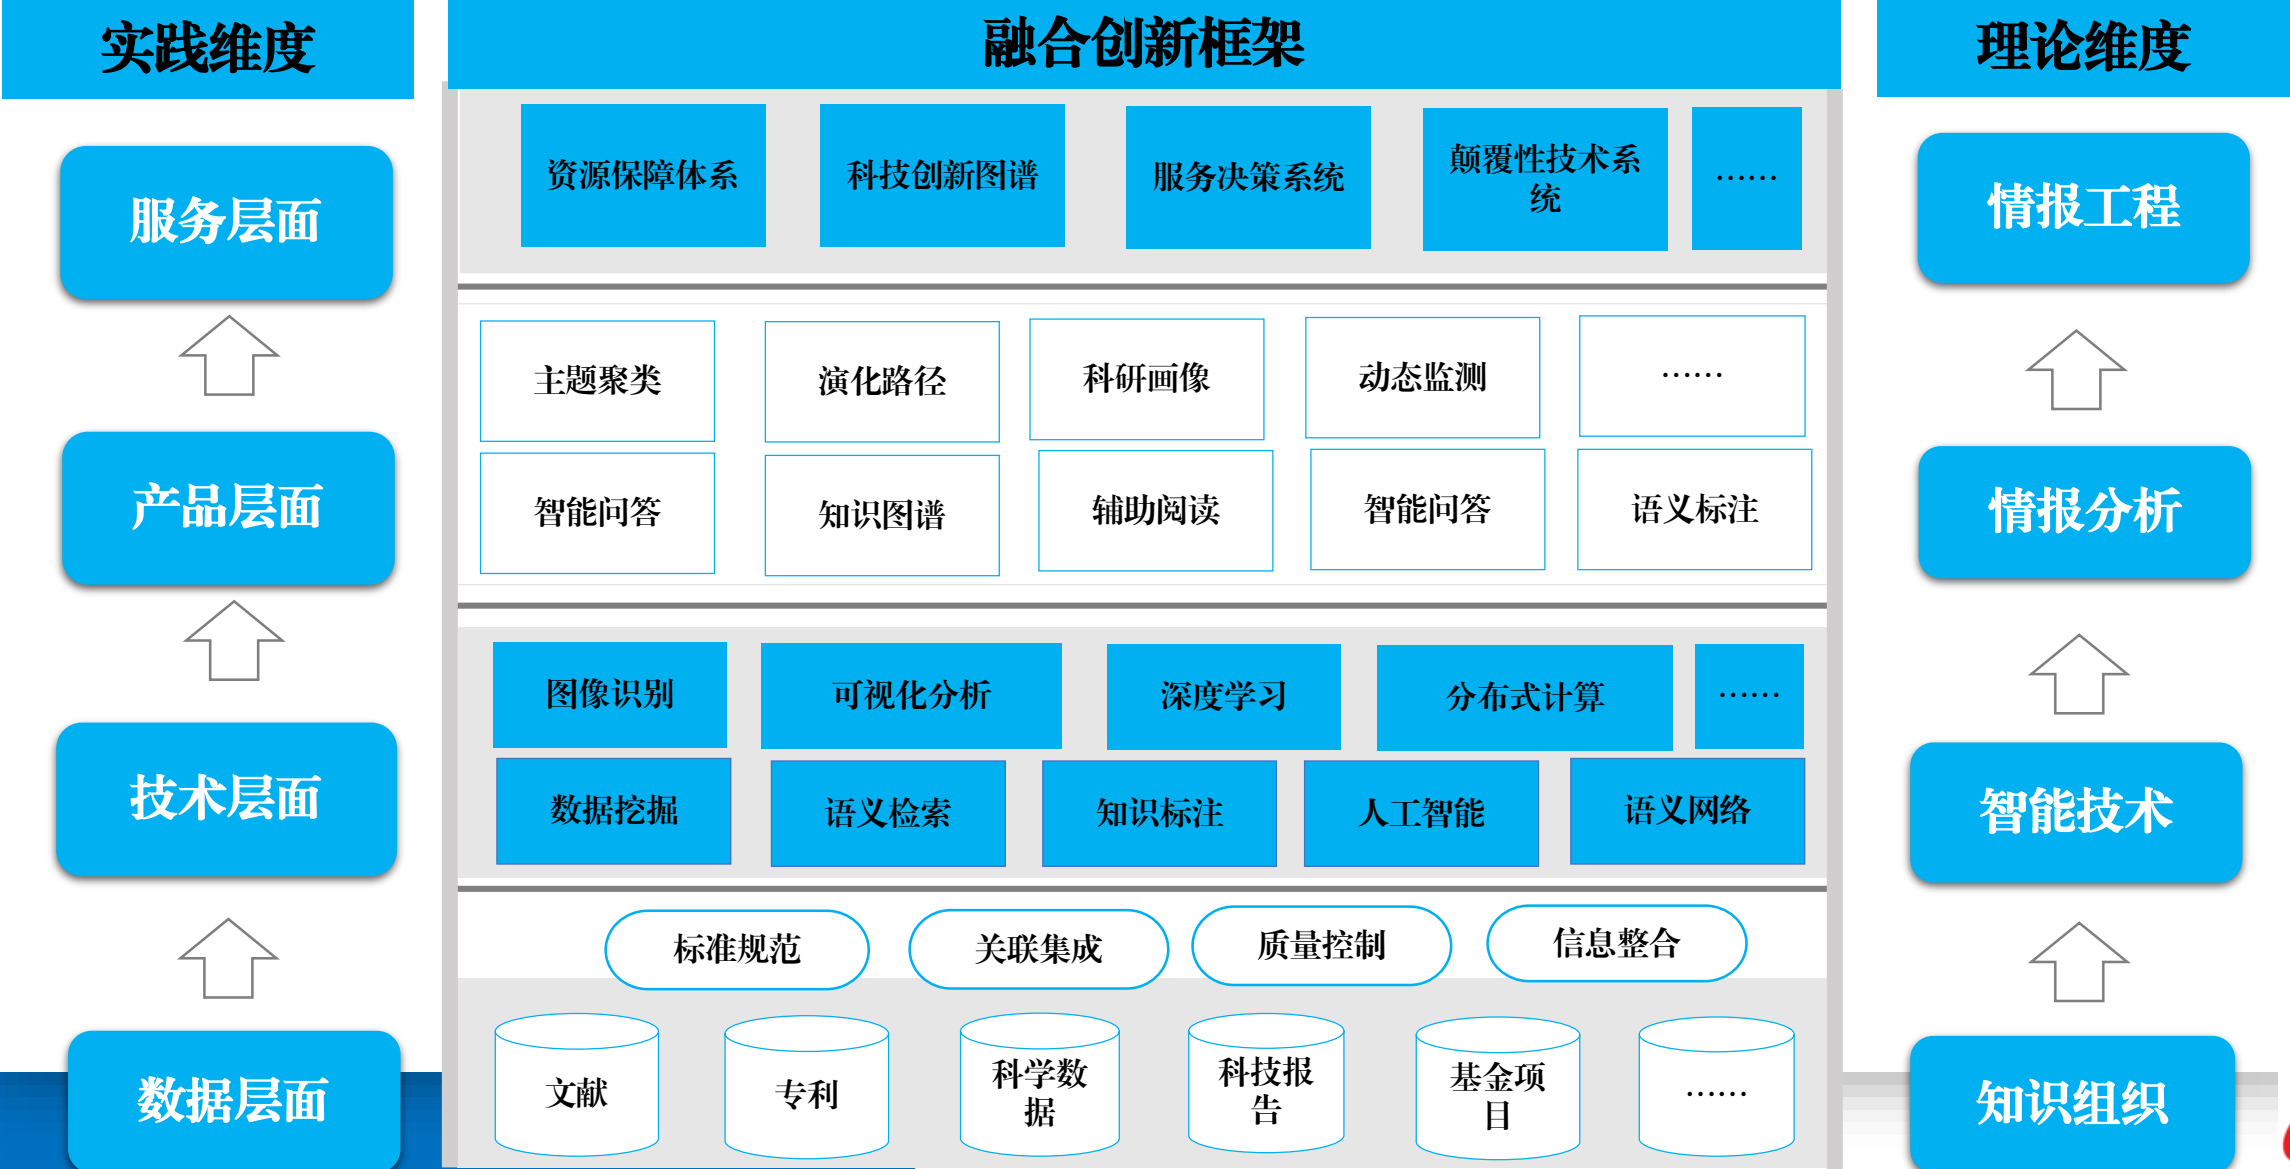 实践维度
融合创新框架
理论维度
服务层面
资源保障体系
科技创新图谱
服务决策系统
颠覆性技术系
统
……
情报工程
主题聚类
演化路径
科研画像
动态监测
……
产品层面
智能问答
知识图谱
辅助阅读
智能问答
语义标注
情报分析
图像识别
可视化分析
深度学习
分布式计算
……
技术层面
数据挖掘
语义检索
知识标注
人工智能
语义网络
智能技术
标准规范
关联集成
质量控制
信息整合
数据层面
文献
专利
科学数
据
科技报
告
基金项
目
……
知识组织